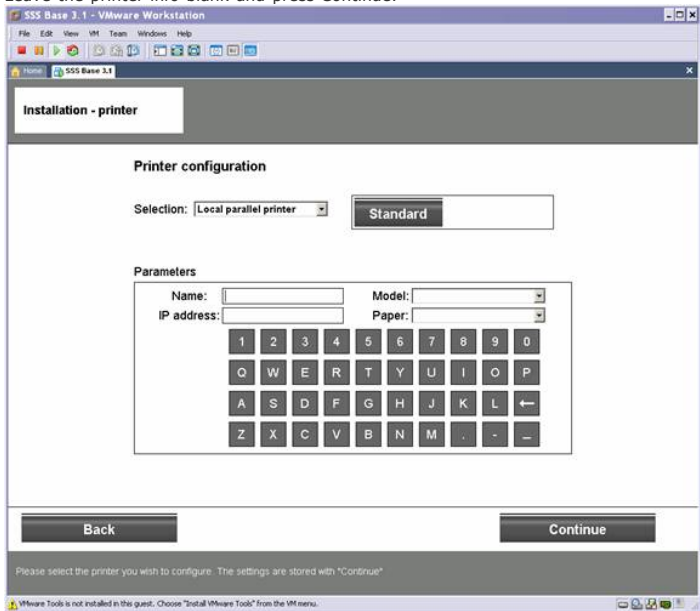 Leave the printer info blank and press Continue.
SSS Base 3.1 - VMware Workstation
File Edit View VM Team Windows Help
Home SSS Base 3.1
Installation - printer
Printer configuration
Selection: Local parallel printer Standard
Parameters
Name: Model:
IP address: Paper:
1 2 3 4 5 6 7 8 9 0
Q W E R T Y U I O P
A S D F G H J K L ←
Z X C V B N M . - _
Back Continue
Please select the printer you wish to configure. The settings are stored with "Continue"
VMware Tools is not installed in this guest. Choose "Install VMware Tools" from the VM menu.